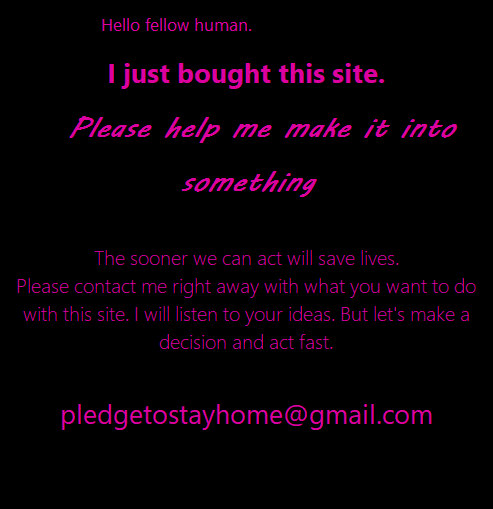 Hello fellow human.
I just bought this site.
Please help me make it into
something
The sooner we can act will save lives.
Please contact me right away with what you want to do
with this site. I will listen to your ideas. But let's make a
decision and act fast.
pledgetostayhome@gmail.com